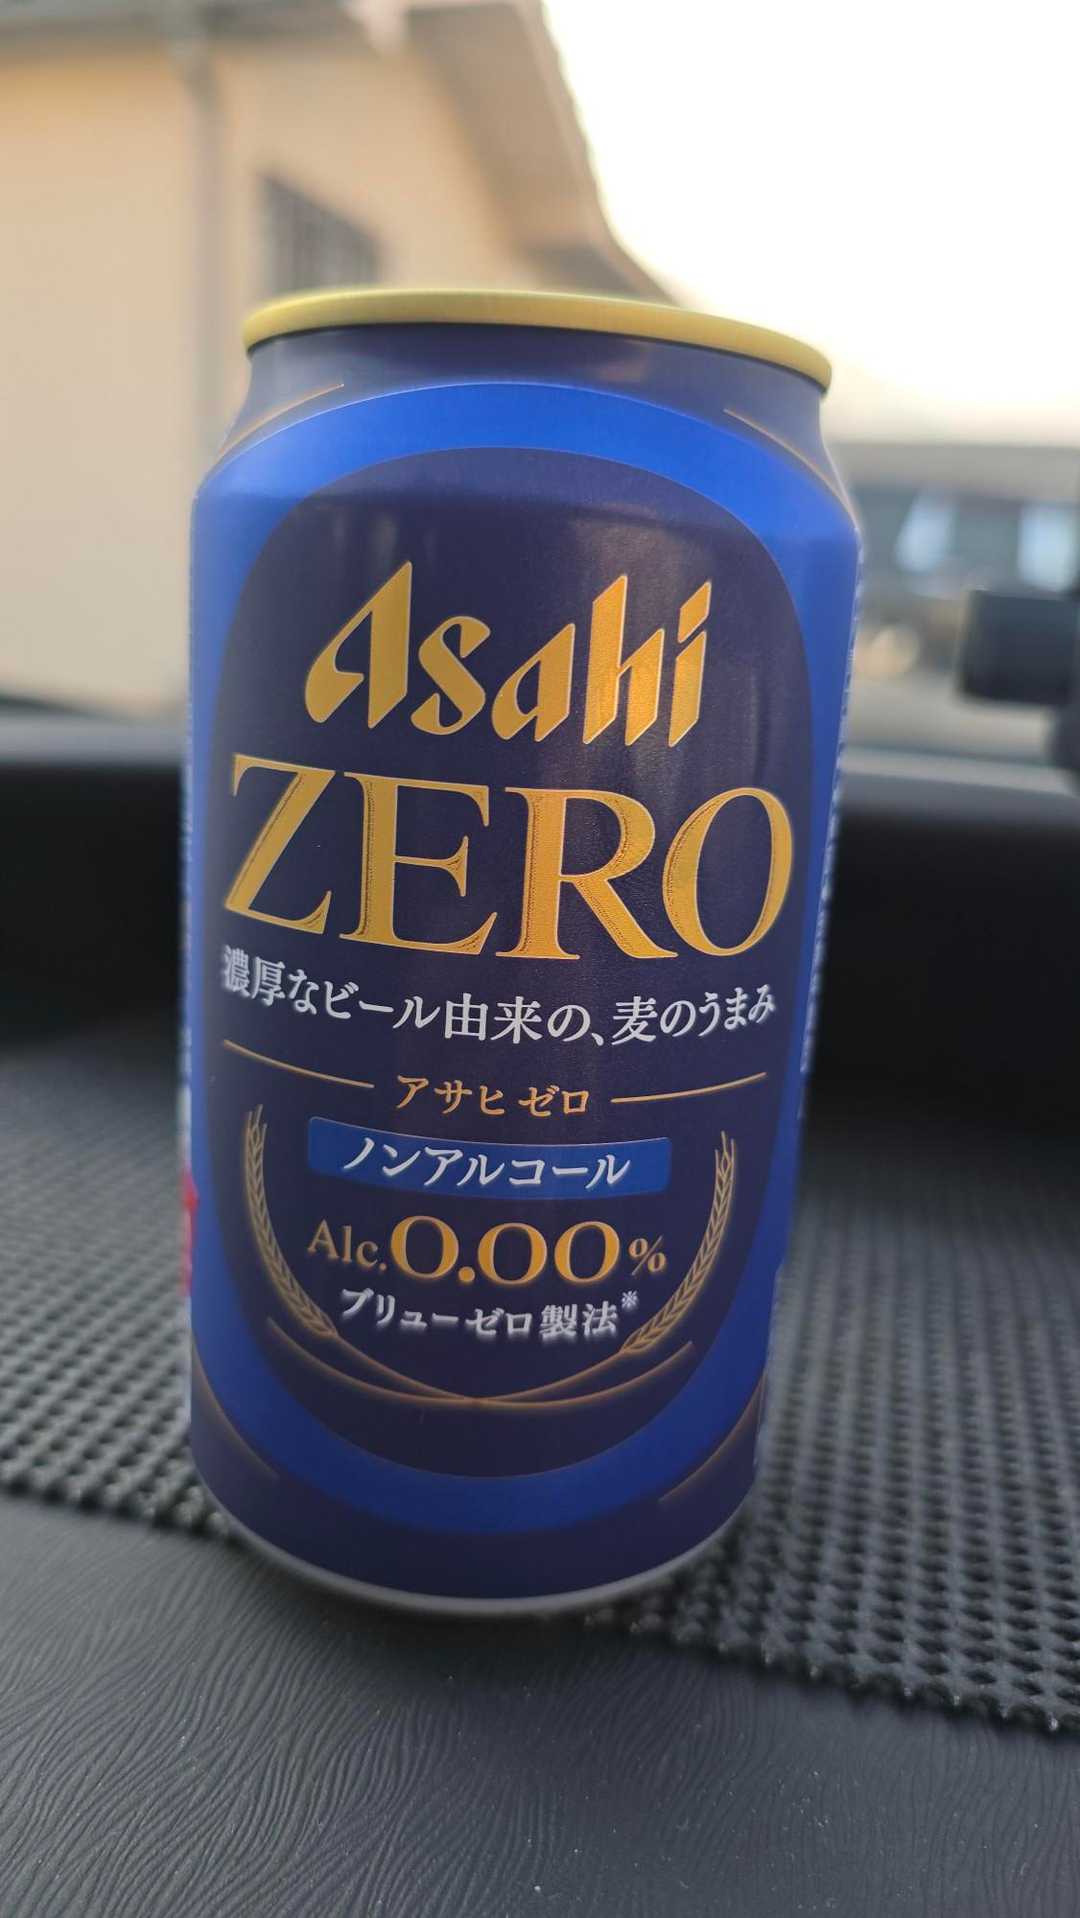 Asahi
ZERO
濃厚なビール由来の、麦のうまみ
アサヒゼロ
ノンアルコール
Alc.0.00%
ブリューゼロ製法※